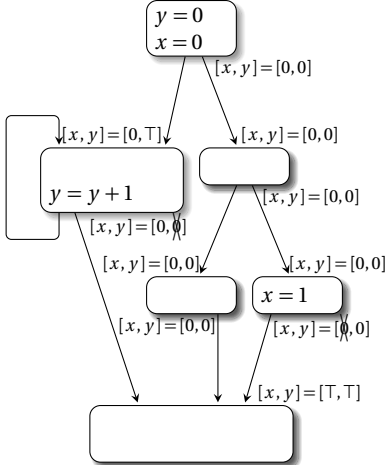 y = 0
x = 0
[x, y] = [0, 0]
[x, y] = [0, ⊤]
[x, y] = [0, 0]
y = y + 1
[x, y] = [0, 0]
[x, y] = [0, 0]
[x, y] = [0, 0]
[x, y] = [0, 0]
x = 1
[x, y] = [0, 0]
[x, y] = [0, 0]
[x, y] = [⊤, ⊤]